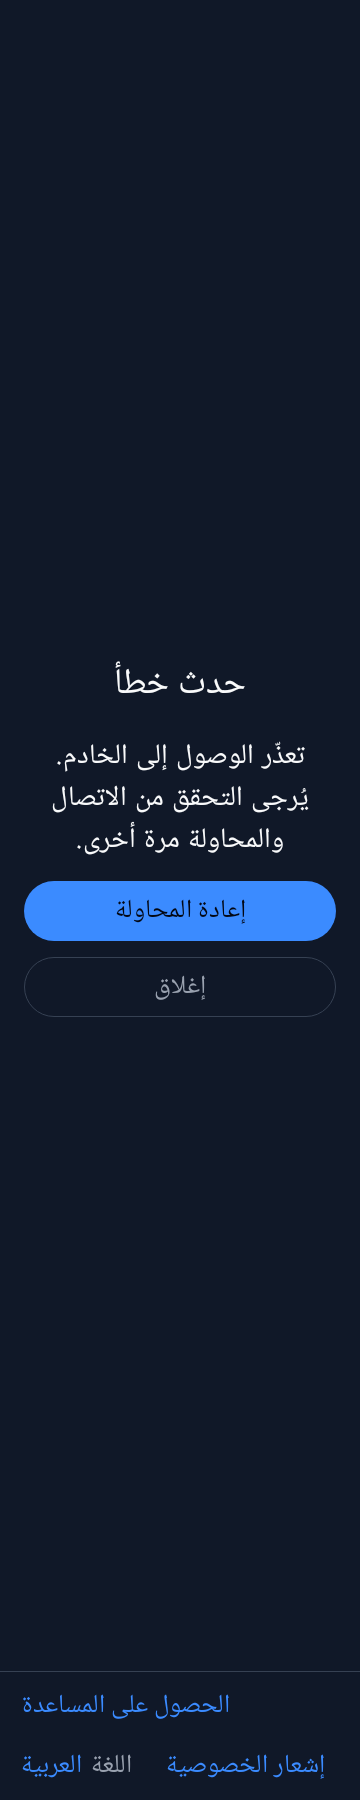 حدث خطأ
تعذّر الوصول إلى الخادم.
يُرجى التحقق من الاتصال
والمحاولة مرة أخرى.
إعادة المحاولة
إغلاق
الحصول على المساعدة
إشعار الخصوصية اللغة العربية